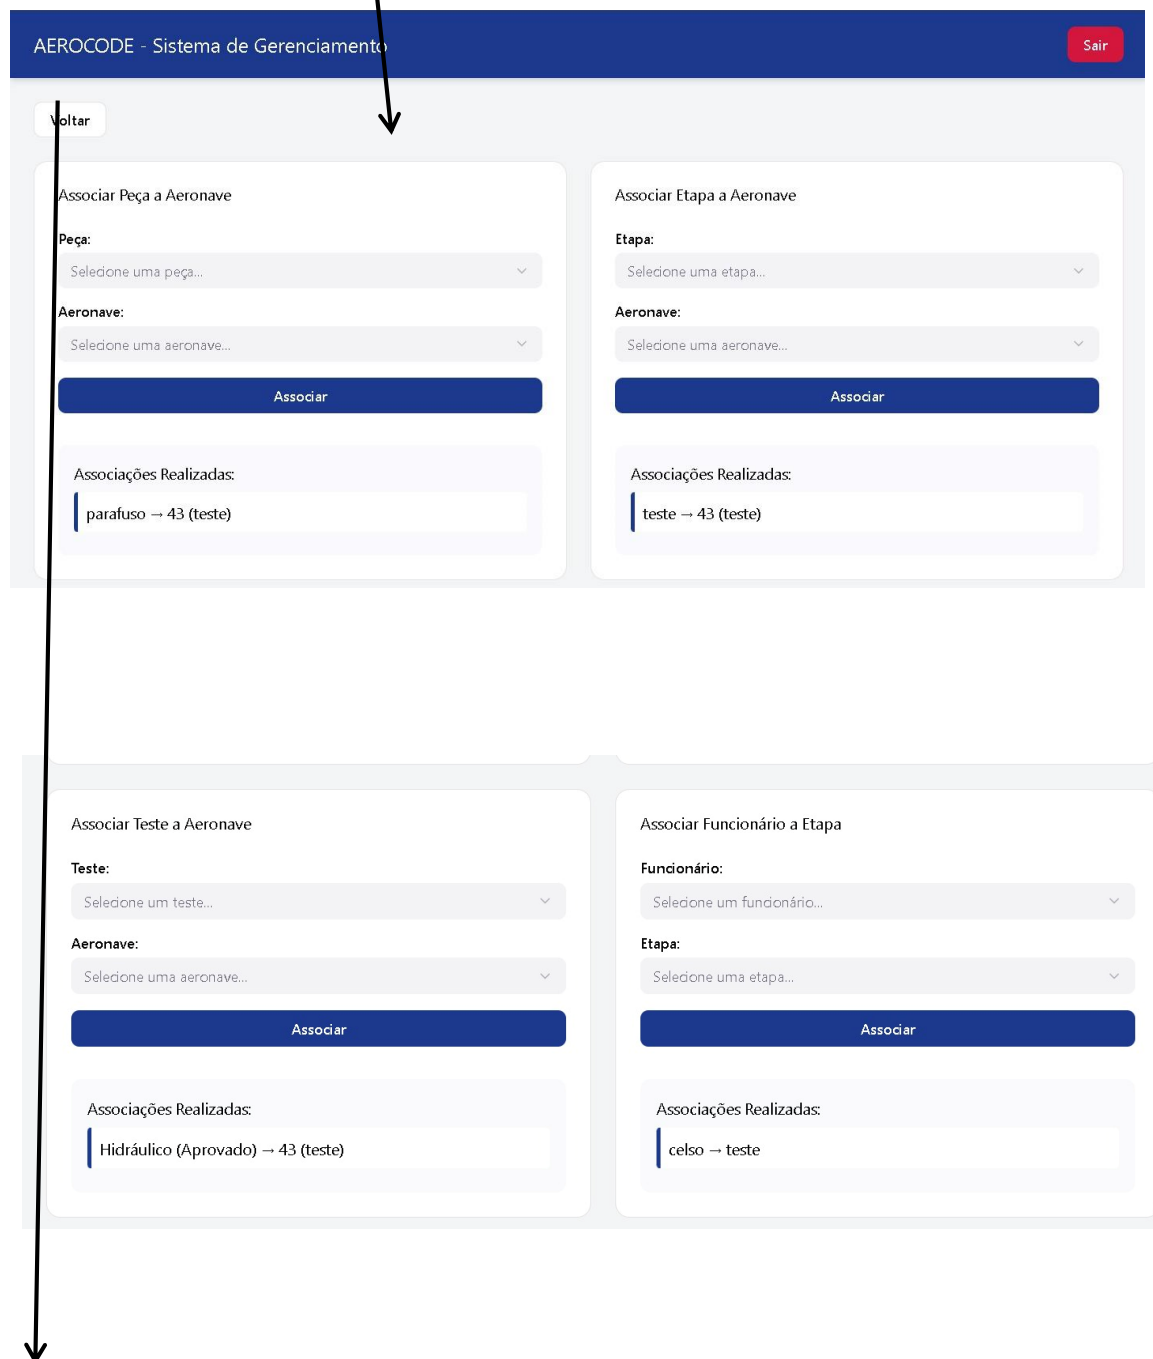 AEROCODE - Sistema de Gerenciamento
Sair
Voltar
Associar Peça a Aeronave
Peça:
Selecione uma peça...
Aeronave:
Selecione uma aeronave...
Associar
Associações Realizadas:
parafuso → 43 (teste)
Associar Etapa a Aeronave
Etapa:
Selecione uma etapa...
Aeronave:
Selecione uma aeronave...
Associar
Associações Realizadas:
teste → 43 (teste)
Associar Teste a Aeronave
Teste:
Selecione um teste...
Aeronave:
Selecione uma aeronave...
Associar
Associações Realizadas:
Hidráulico (Aprovado) → 43 (teste)
Associar Funcionário a Etapa
Funcionário:
Selecione um funcionário...
Etapa:
Selecione uma etapa...
Associar
Associações Realizadas:
celso → teste